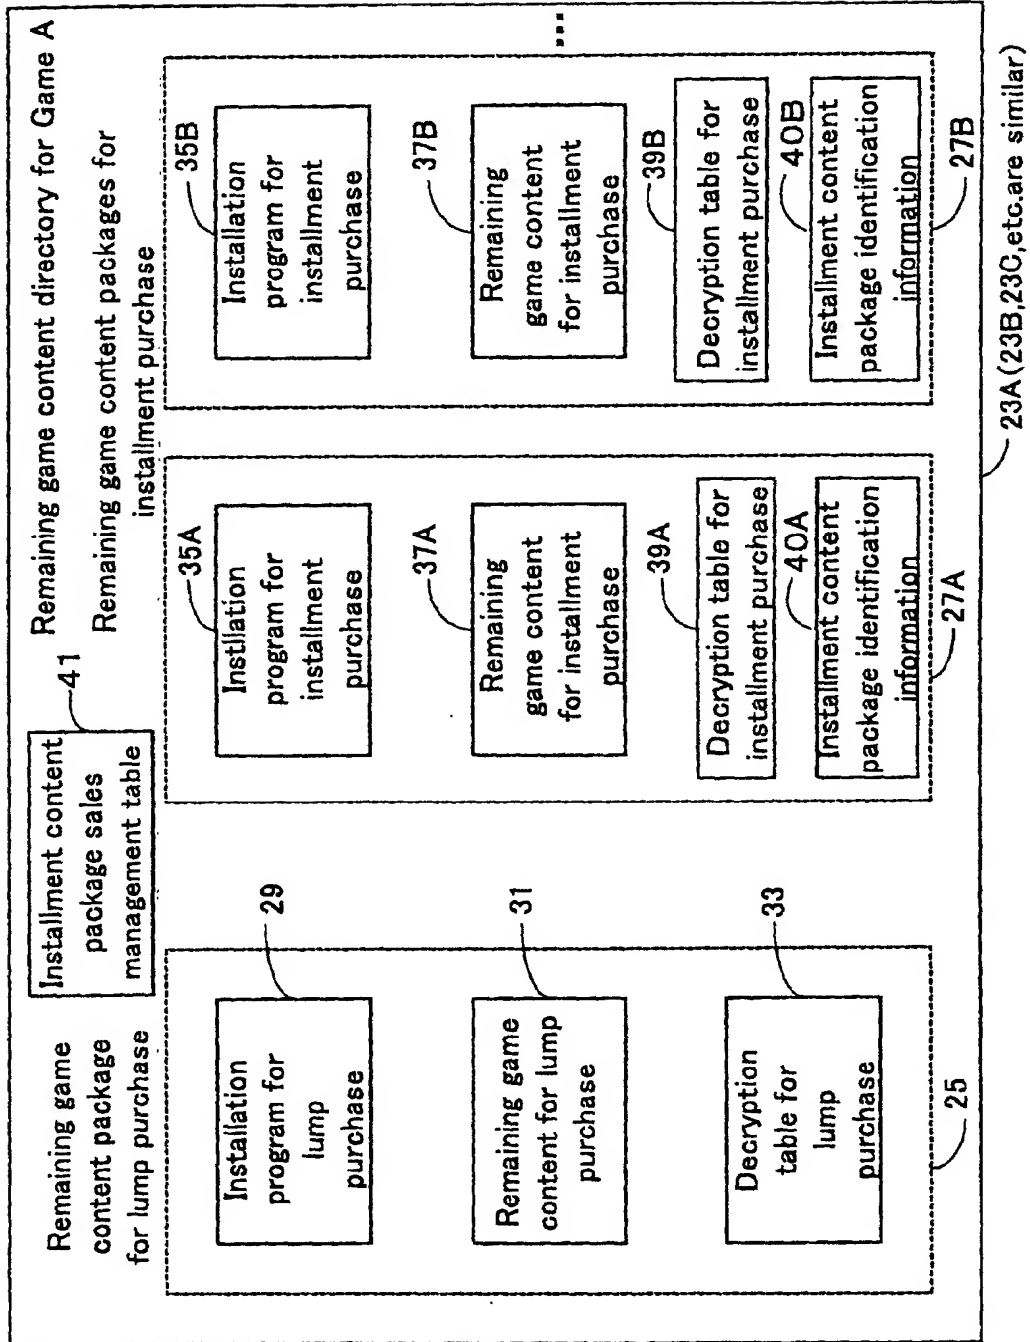 Remaining game content directory for Game A
Remaining game
content package
for lump purchase
Installment content
package sales
management table
41
Remaining game content packages for
installment purchase
Installation
program for
lump
purchase
29
Remaining game
content for lump
purchase
31
Decryption
table for
lump
purchase
33
25
Instllation
program for
installment
purchase
35A
Remaining
game content
for installment
purchase
37A
Decryption table for
installment purchase
39A
Installment content
package identification
information
40A
27A
Installation
program for
installment
purchase
35B
Remaining
game content
for installment
purchase
37B
Decryption table for
installment purchase
39B
Installment content
package identification
information
40B
27B
...
23A(23B,23C,etc.are similar)